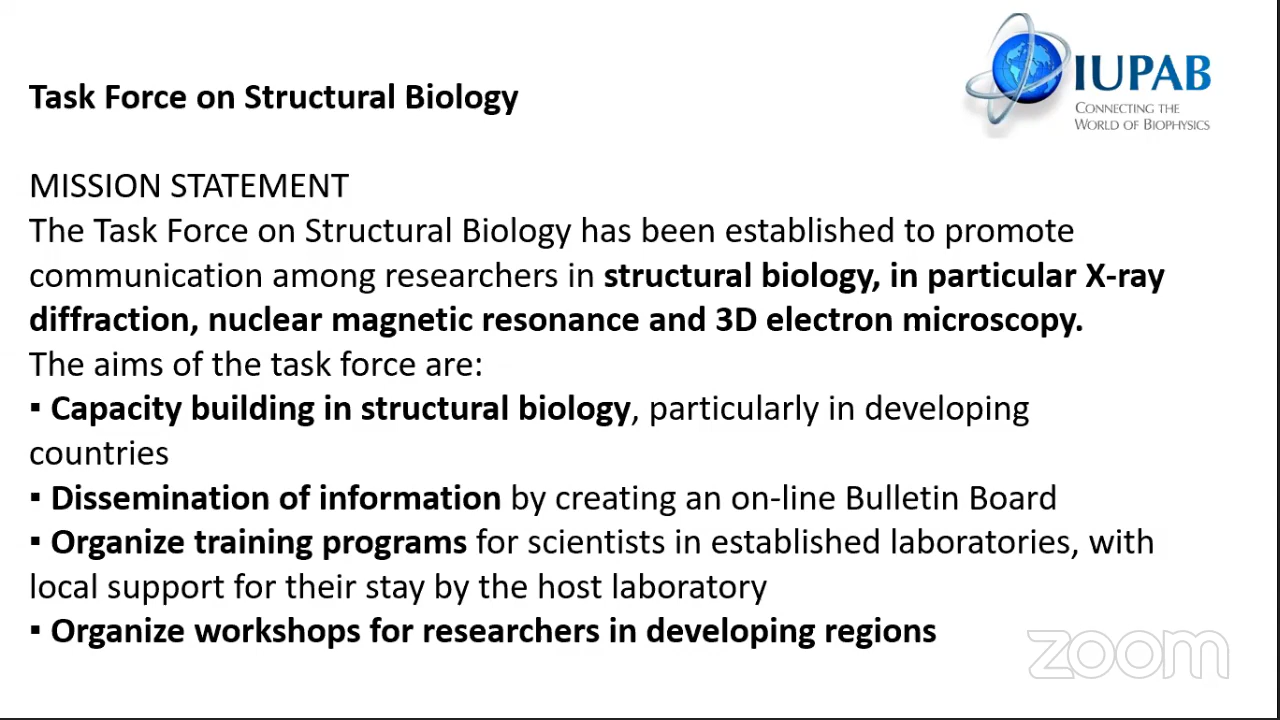 Task Force on Structural Biology
IUPAB
CONNECTING THE
WORLD OF BIOPHYSICS
MISSION STATEMENT
The Task Force on Structural Biology has been established to promote
communication among researchers in structural biology, in particular X-ray
diffraction, nuclear magnetic resonance and 3D electron microscopy.
The aims of the task force are:
▪ Capacity building in structural biology, particularly in developing
countries
▪ Dissemination of information by creating an on-line Bulletin Board
▪ Organize training programs for scientists in established laboratories, with
local support for their stay by the host laboratory
▪ Organize workshops for researchers in developing regions
zoom